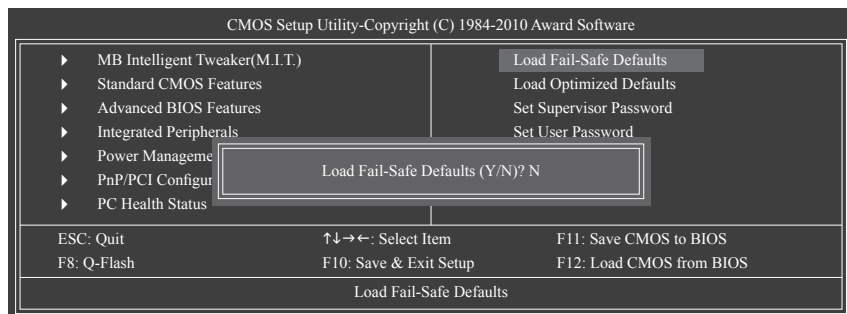 CMOS Setup Utility-Copyright (C) 1984-2010 Award Software
MB Intelligent Tweaker(M.I.T.)
Standard CMOS Features
Advanced BIOS Features
Integrated Peripherals
Power Manageme
PnP/PCI Configur
PC Health Status
Load Fail-Safe Defaults
Load Optimized Defaults
Set Supervisor Password
Set User Password
Load Fail-Safe Defaults (Y/N)? N
ESC: Quit ↑↓→←: Select Item F11: Save CMOS to BIOS
F8: Q-Flash F10: Save & Exit Setup F12: Load CMOS from BIOS
Load Fail-Safe Defaults